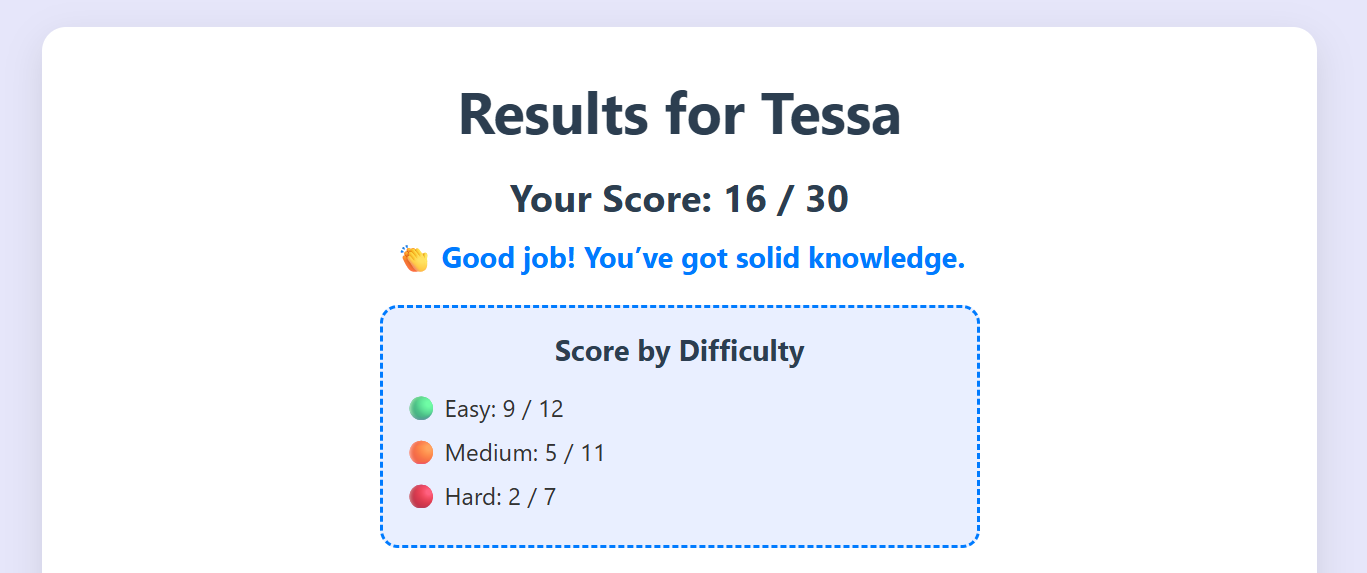 Results for Tessa
Your Score: 16 / 30
👏 Good job! You’ve got solid knowledge.
Score by Difficulty
Easy: 9 / 12
Medium: 5 / 11
Hard: 2 / 7